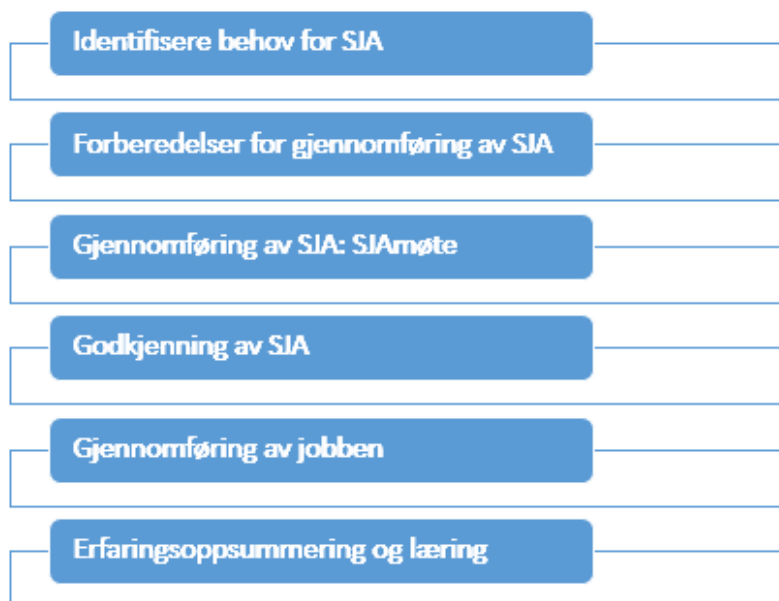 Identifisere behov for SJA
Forberedelser for gjennomføring av SJA
Gjennomføring av SJA: SJAmøte
Godkjenning av SJA
Gjennomføring av jobben
Erfaringsoppsummering og læring